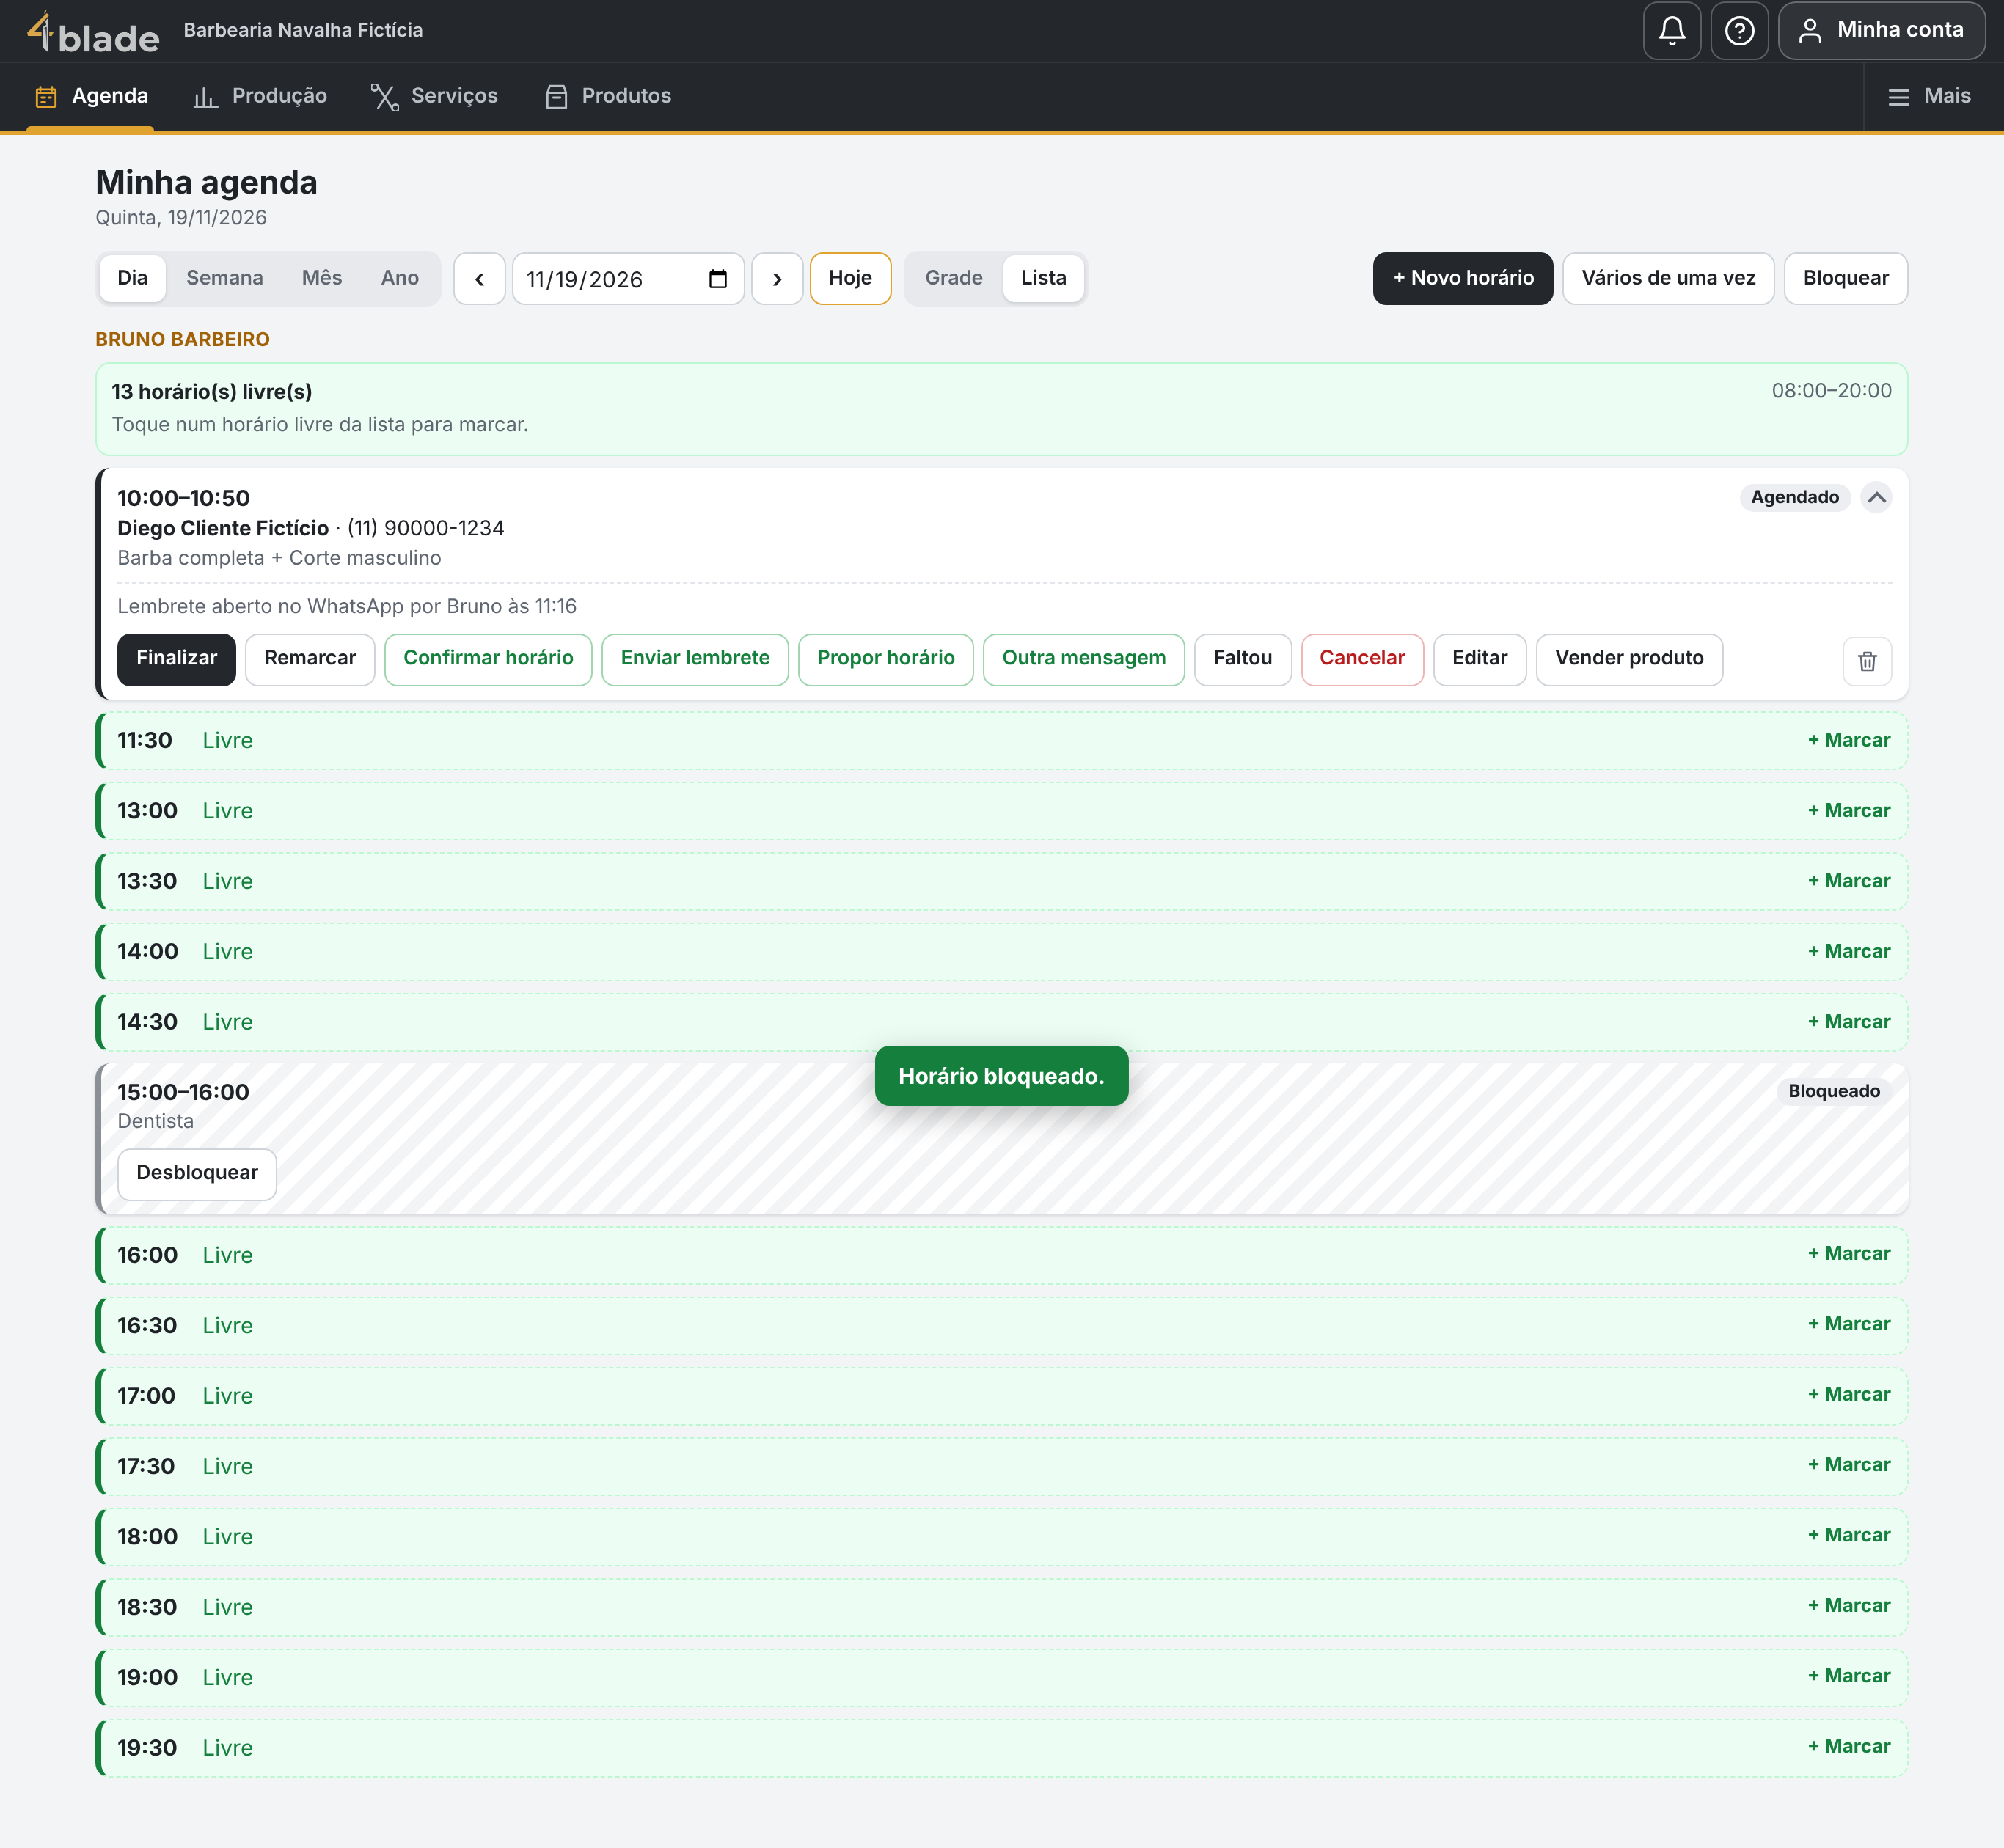 4blade Barbearia Navalha Fictícia Minha conta
Agenda Produção Serviços Produtos Mais
Minha agenda
Quinta, 19/11/2026
Dia Semana Mês Ano ‹ 11/19/2026 › Hoje Grade Lista + Novo horário Vários de uma vez Bloquear
BRUNO BARBEIRO
13 horário(s) livre(s) 08:00–20:00
Toque num horário livre da lista para marcar.
10:00–10:50 Agendado
Diego Cliente Fictício · (11) 90000-1234
Barba completa + Corte masculino
Lembrete aberto no WhatsApp por Bruno às 11:16
Finalizar Remarcar Confirmar horário Enviar lembrete Propor horário Outra mensagem Faltou Cancelar Editar Vender produto
11:30 Livre + Marcar
13:00 Livre + Marcar
13:30 Livre + Marcar
14:00 Livre + Marcar
14:30 Livre + Marcar
Horário bloqueado.
15:00–16:00 Bloqueado
Dentista
Desbloquear
16:00 Livre + Marcar
16:30 Livre + Marcar
17:00 Livre + Marcar
17:30 Livre + Marcar
18:00 Livre + Marcar
18:30 Livre + Marcar
19:00 Livre + Marcar
19:30 Livre + Marcar